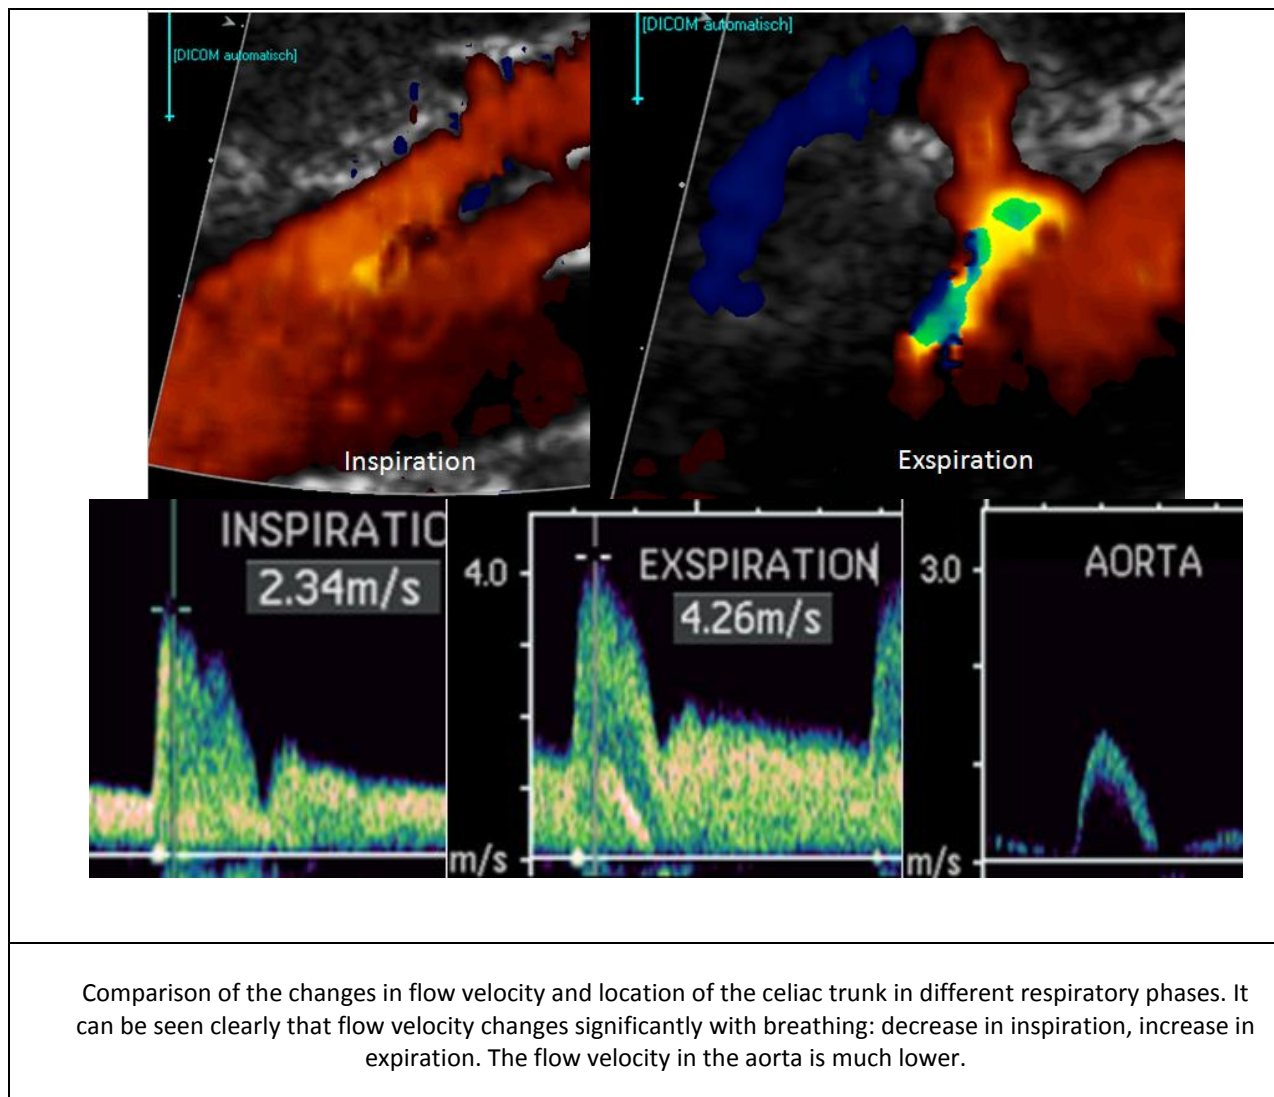 [DICOM automatisch]
[DICOM automatisch]
Inspiration
Exspiration
INSPIRATIO
2.34m/s
4.0
EXSPIRATION
4.26m/s
m/s
3.0
AORTA
m/s
Comparison of the changes in flow velocity and location of the celiac trunk in different respiratory phases. It
can be seen clearly that flow velocity changes significantly with breathing: decrease in inspiration, increase in
expiration. The flow velocity in the aorta is much lower.